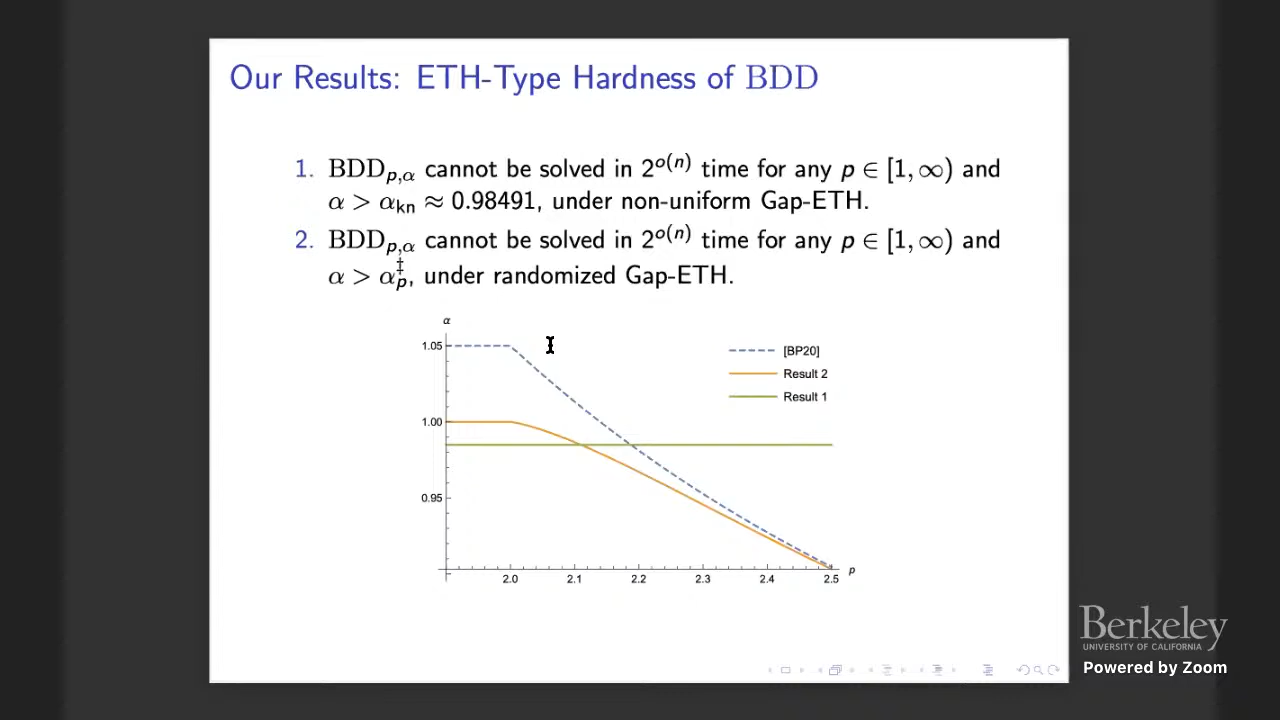 Our Results: ETH-Type Hardness of BDD
1. BDD_{p,α} cannot be solved in 2^{o(n)} time for any p ∈ [1, ∞) and
α > α_{kn} ≈ 0.98491, under non-uniform Gap-ETH.
2. BDD_{p,α} cannot be solved in 2^{o(n)} time for any p ∈ [1, ∞) and
α > α_p^‡, under randomized Gap-ETH.
α
1.05
[BP20]
Result 2
Result 1
1.00
0.95
2.0 2.1 2.2 2.3 2.4 2.5 p
Berkeley
UNIVERSITY OF CALIFORNIA
Powered by Zoom